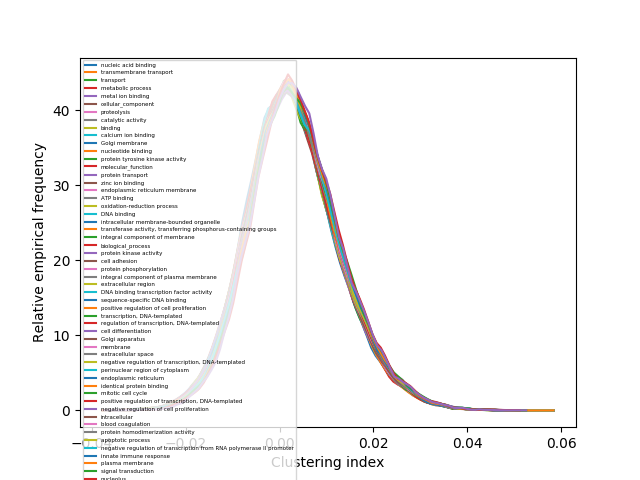 nucleic acid binding
transmembrane transport
transport
metabolic process
metal ion binding
cellular_component
proteolysis
catalytic activity
binding
calcium ion binding
Golgi membrane
nucleotide binding
protein tyrosine kinase activity
molecular_function
protein transport
zinc ion binding
endoplasmic reticulum membrane
ATP binding
oxidation-reduction process
DNA binding
intracellular membrane-bounded organelle
transferase activity, transferring phosphorus-containing groups
integral component of membrane
biological_process
protein kinase activity
cell adhesion
protein phosphorylation
integral component of plasma membrane
extracellular region
DNA binding transcription factor activity
sequence-specific DNA binding
positive regulation of cell proliferation
transcription, DNA-templated
regulation of transcription, DNA-templated
cell differentiation
Golgi apparatus
membrane
extracellular space
negative regulation of transcription, DNA-templated
perinuclear region of cytoplasm
endoplasmic reticulum
identical protein binding
mitotic cell cycle
positive regulation of transcription, DNA-templated
negative regulation of cell proliferation
intracellular
blood coagulation
protein homodimerization activity
apoptotic process
negative regulation of transcription from RNA polymerase II promoter
innate immune response
plasma membrane
signal transduction
nucleolus
40
30
20
10
0
Relative empirical frequency
−0.02
0.00
0.02
0.04
0.06
Clustering index